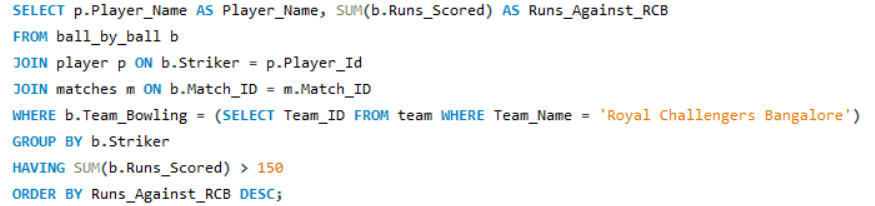 SELECT p.Player_Name AS Player_Name, SUM(b.Runs_Scored) AS Runs_Against_RCB
FROM ball_by_ball b
JOIN player p ON b.Striker = p.Player_Id
JOIN matches m ON b.Match_ID = m.Match_ID
WHERE b.Team_Bowling = (SELECT Team_ID FROM team WHERE Team_Name = 'Royal Challengers Bangalore')
GROUP BY b.Striker
HAVING SUM(b.Runs_Scored) > 150
ORDER BY Runs_Against_RCB DESC;